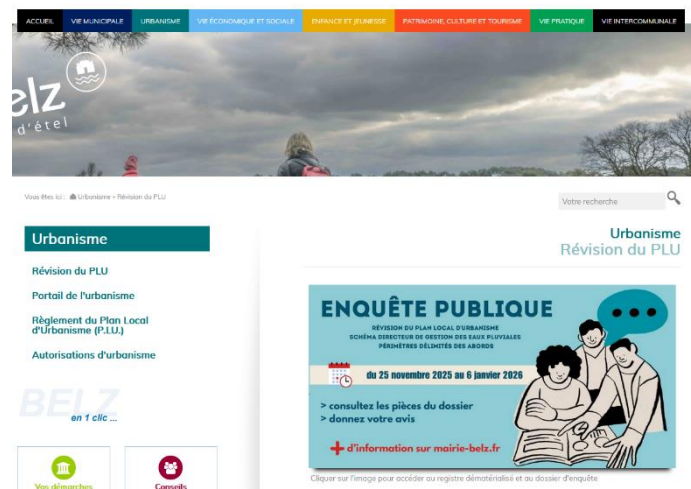 ACCUEIL VIE MUNICIPALE URBANISME VIE ÉCONOMIQUE ET SOCIALE ENFANCE ET JEUNESSE PATRIMOINE, CULTURE ET TOURISME VIE PRATIQUE VIE INTERCOMMUNALE
elz
d'étel
Vous êtes ici : Urbanisme > Révision du PLU
Votre recherche
Urbanisme
Révision du PLU
Portail de l'urbanisme
Règlement du Plan Local
d'Urbanisme (P.L.U.)
Autorisations d'urbanisme
BELZ
en 1 clic ...
Vos démarches
Conseils
Urbanisme
Révision du PLU
ENQUÊTE PUBLIQUE
RÉVISION DU PLAN LOCAL D'URBANISME
SCHÉMA DIRECTEUR DE GESTION DES EAUX PLUVIALES
PÉRIMÈTRES DÉLIMITÉS DES ABORDS
du 25 novembre 2025 au 6 janvier 2026
> consultez les pièces du dossier
> donnez votre avis
+ d'information sur mairie-belz.fr
Cliquer sur l'image pour accéder au registre dématérialisé et au dossier d'enquête